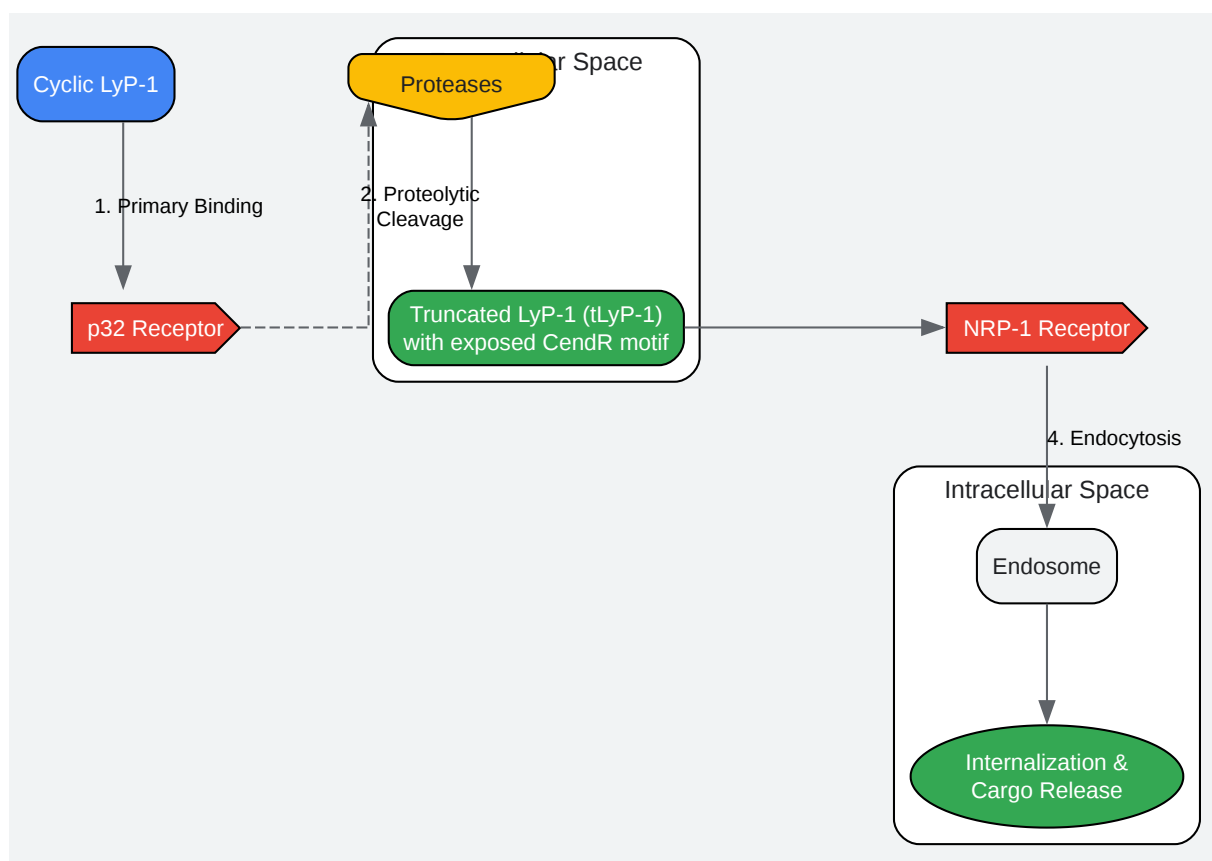 Cyclic LyP-1
Proteases
Space
1. Primary Binding
2. Proteolytic
Cleavage
p32 Receptor
Truncated LyP-1 (tLyP-1)
with exposed CendR motif
NRP-1 Receptor
4. Endocytosis
Intracellular Space
Endosome
Internalization &
Cargo Release